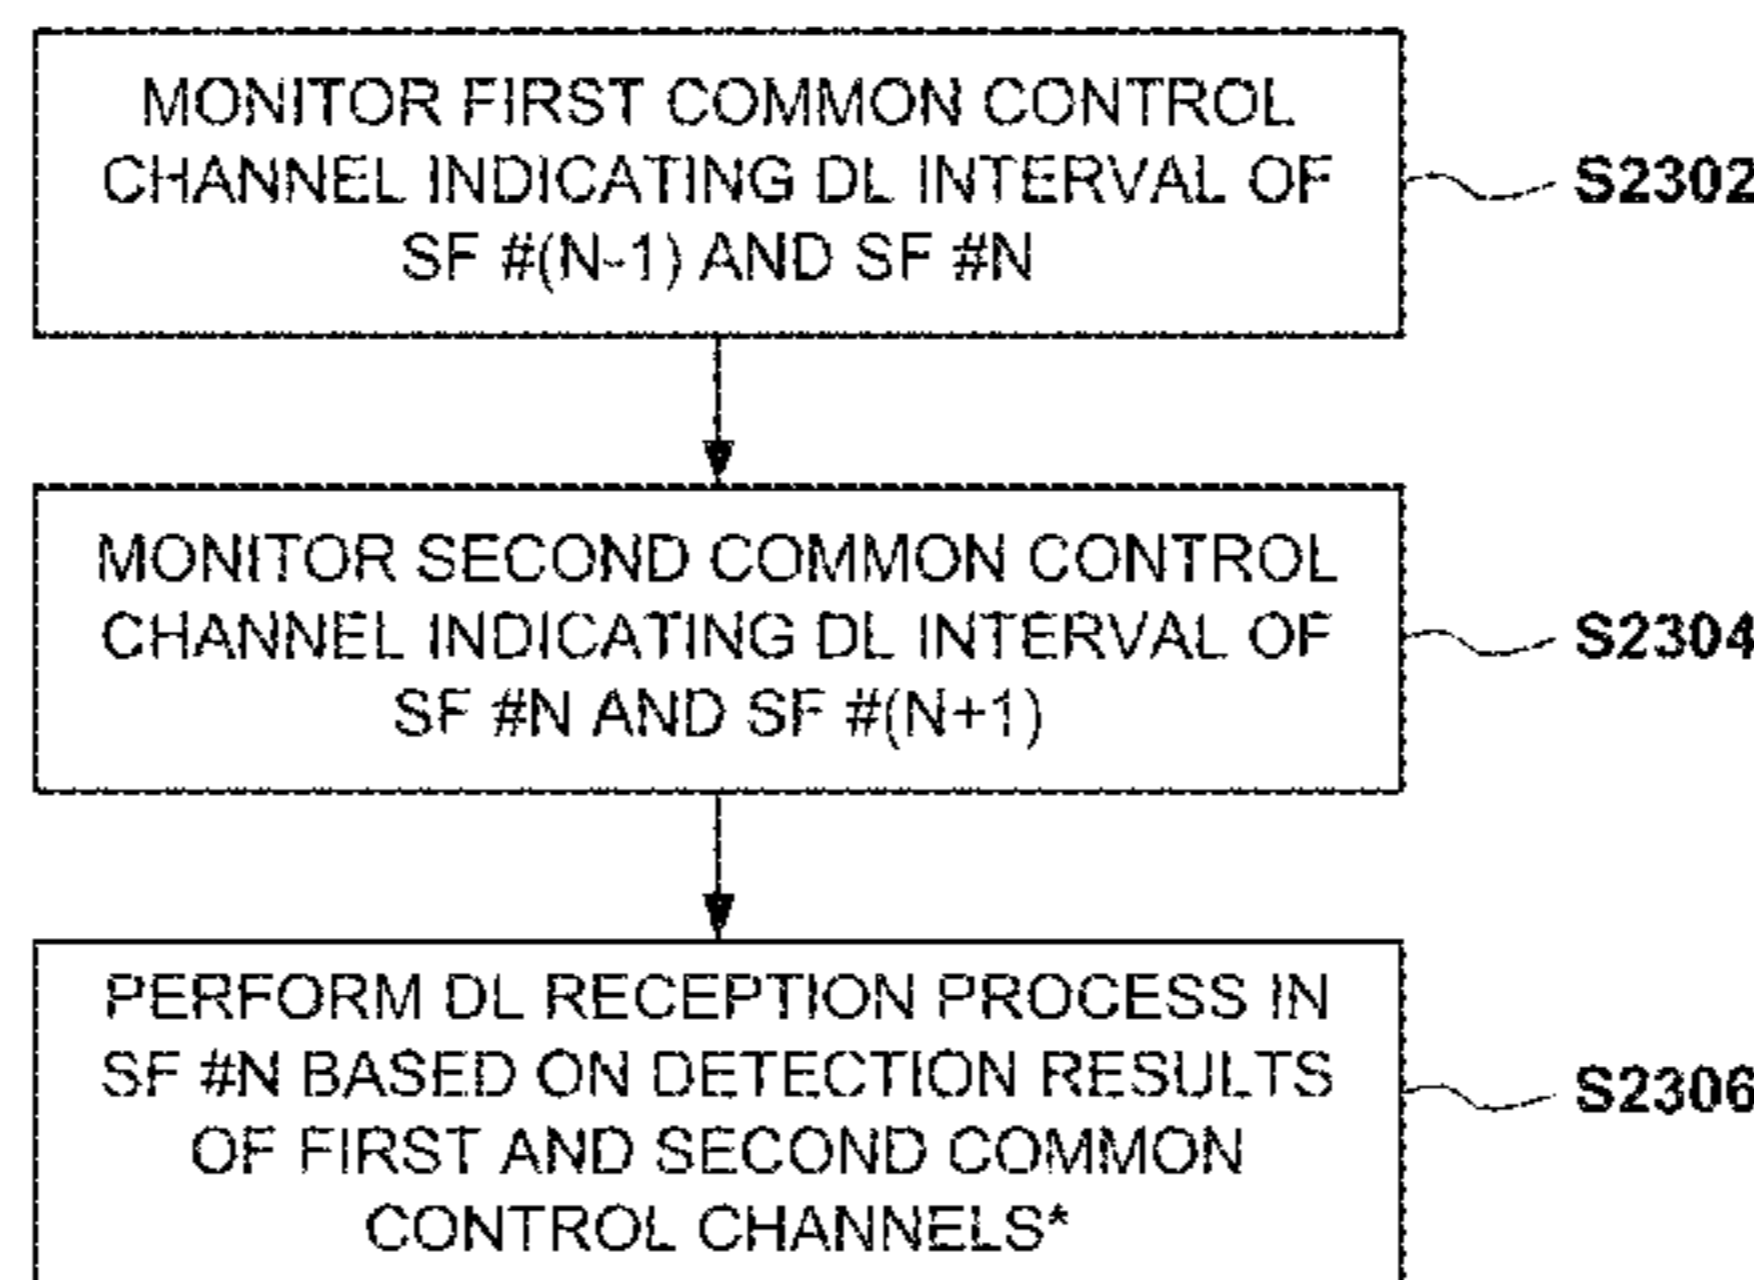 MONITOR FIRST COMMON CONTROL
CHANNEL INDICATING DL INTERVAL OF
SF #(N-1) AND SF #N
S2302
MONITOR SECOND COMMON CONTROL
CHANNEL INDICATING DL INTERVAL OF
SF #N AND SF #(N+1)
S2304
PERFORM DL RECEPTION PROCESS IN
SF #N BASED ON DETECTION RESULTS
OF FIRST AND SECOND COMMON
CONTROL CHANNELS*
S2306